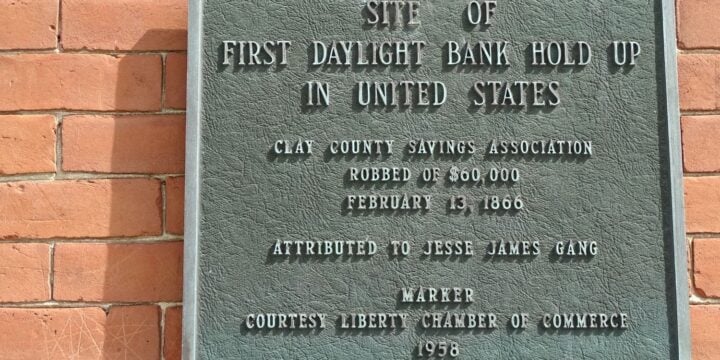 SITE OF
FIRST DAYLIGHT BANK HOLD UP
IN UNITED STATES
CLAY COUNTY SAVINGS ASSOCIATION
ROBBED OF $60,000
FEBRUARY 13, 1866
ATTRIBUTED TO JESSE JAMES GANG
MARKER
COURTESY LIBERTY CHAMBER OF COMMERCE
1958